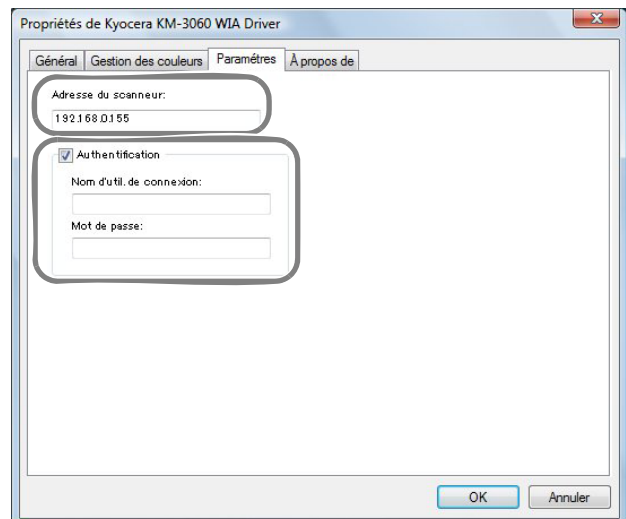 Propriétés de Kyocera KM-3060 WIA Driver
Général Gestion des couleurs Paramétres À propos de
Adresse du scanneur:
192.168.0.155
Authentification
Nom d'util. de connexion:
Mot de passe:
OK Annuler